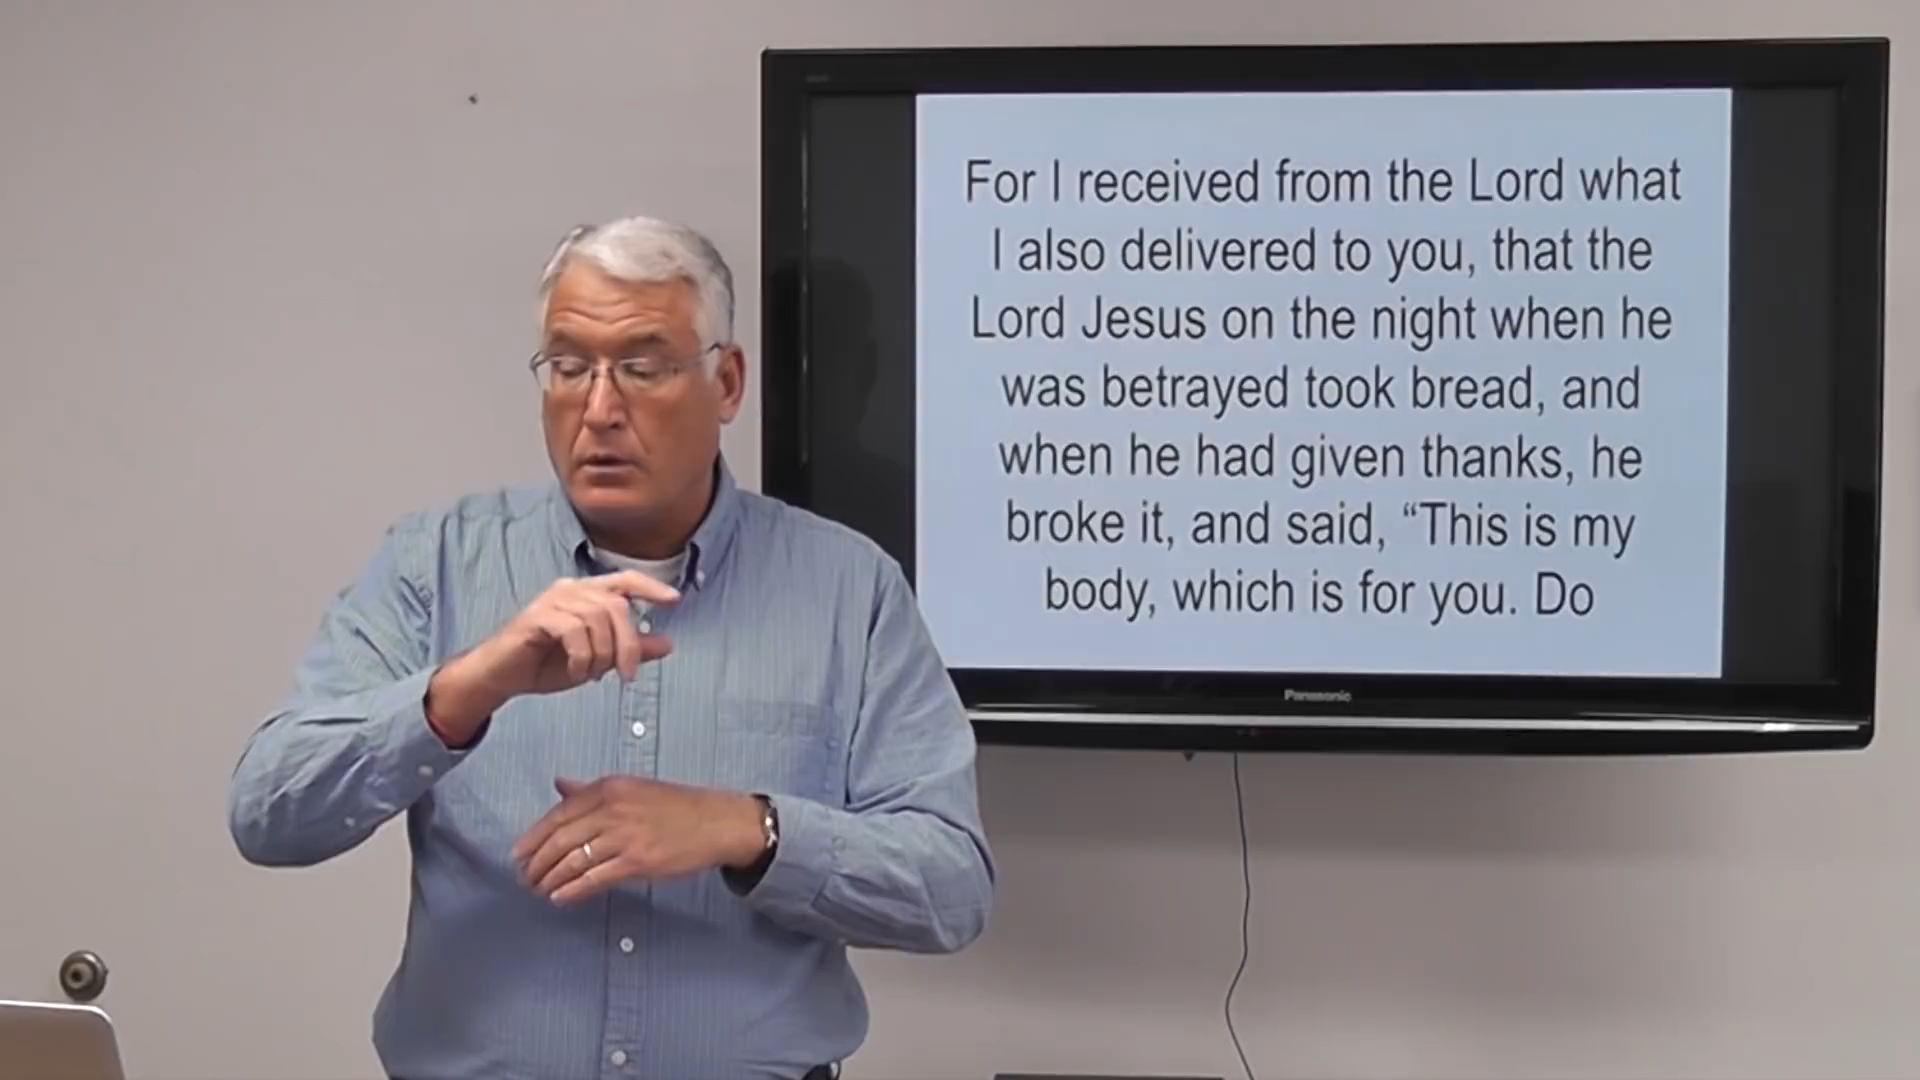 For I received from the Lord what
I also delivered to you, that the
Lord Jesus on the night when he
was betrayed took bread, and
when he had given thanks, he
broke it, and said, “This is my
body, which is for you. Do
Panasonic